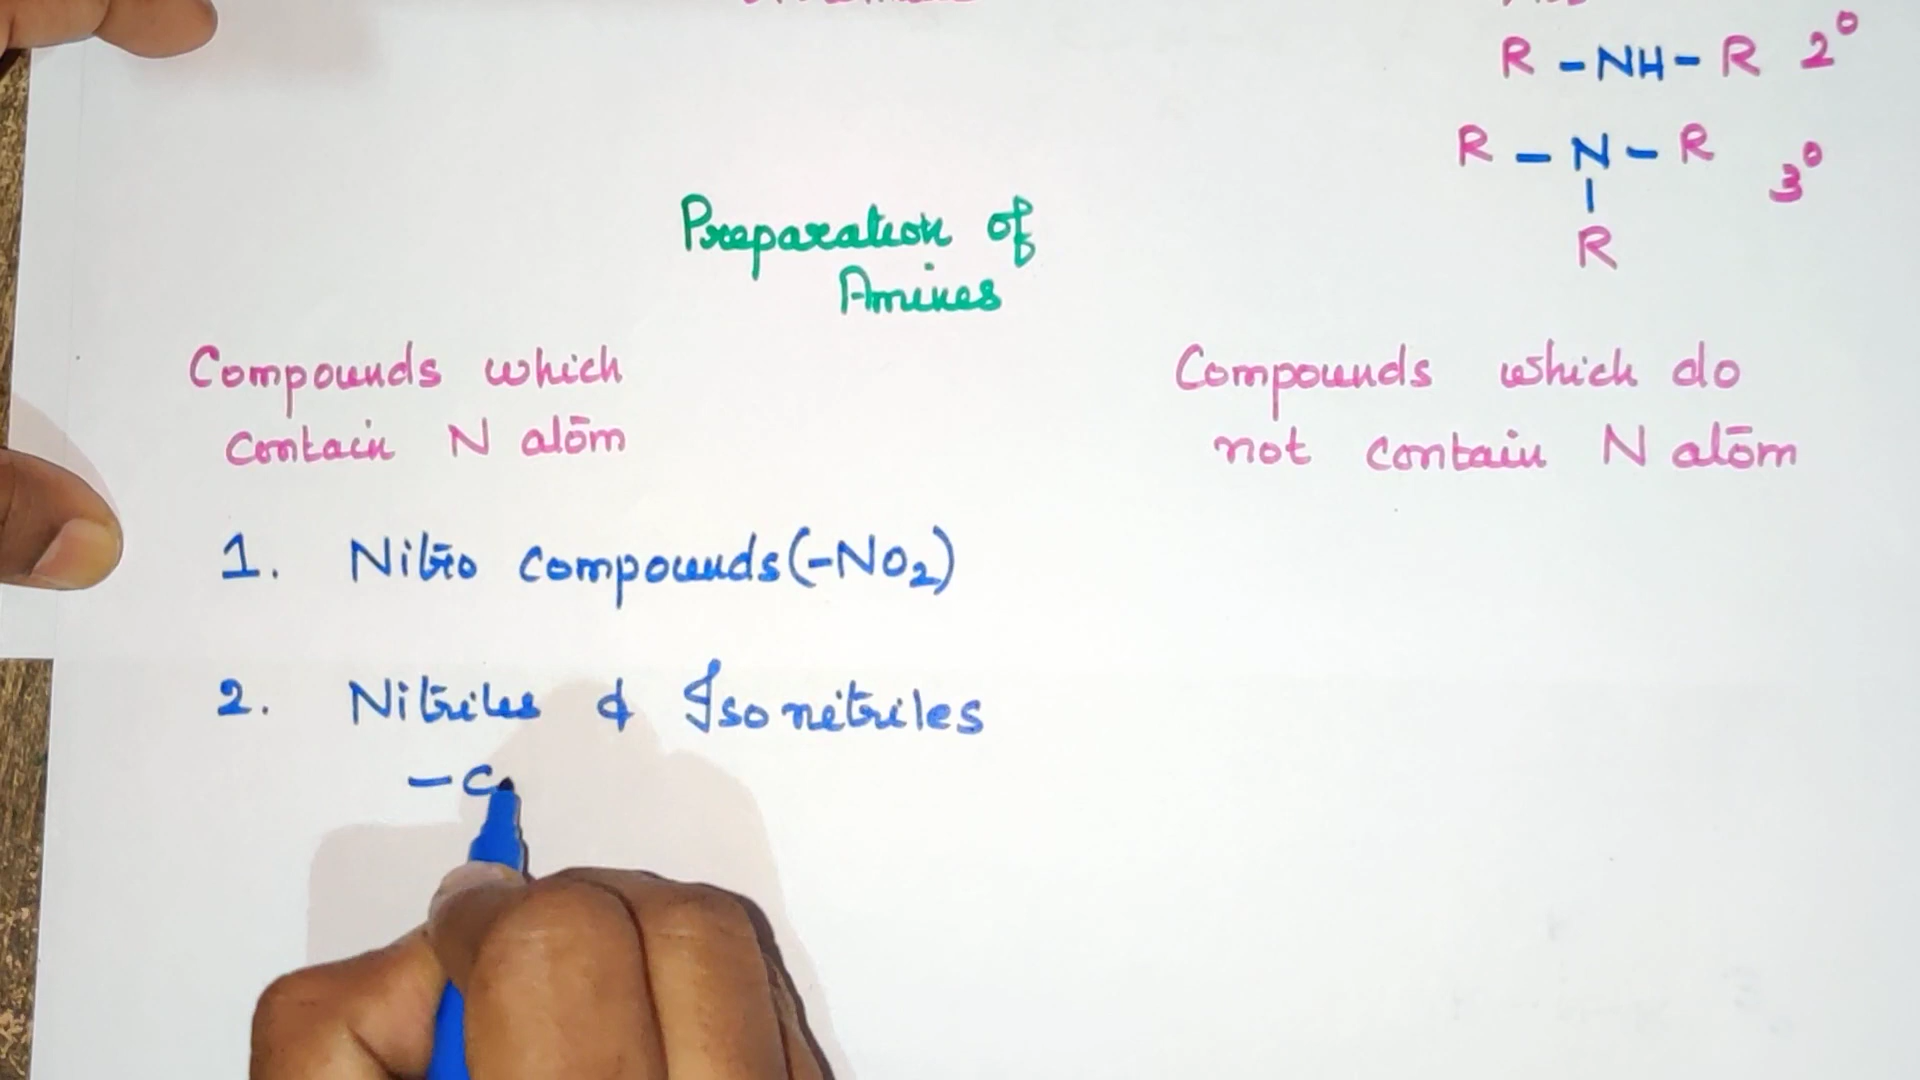 R - NH - R 2°
R - N - R 3°
|
R
Preparation of
Amines
Compounds which
contain N atom
Compounds which do
not contain N atom
1. Nitro compounds (-NO₂)
2. Nitriles & Isonitriles
- C